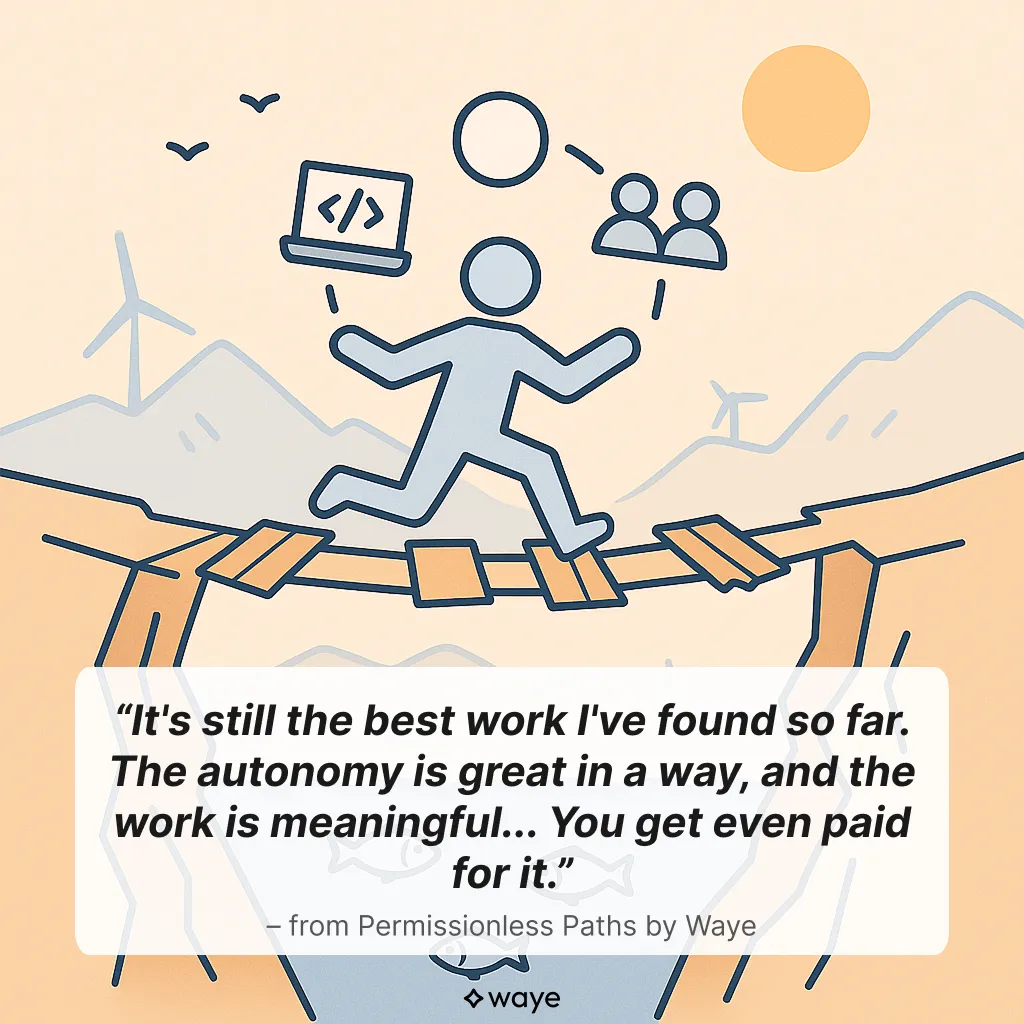 </>
“It's still the best work I've found so far.
The autonomy is great in a way, and the
work is meaningful... You get even paid
for it.”
– from Permissionless Paths by Waye
waye